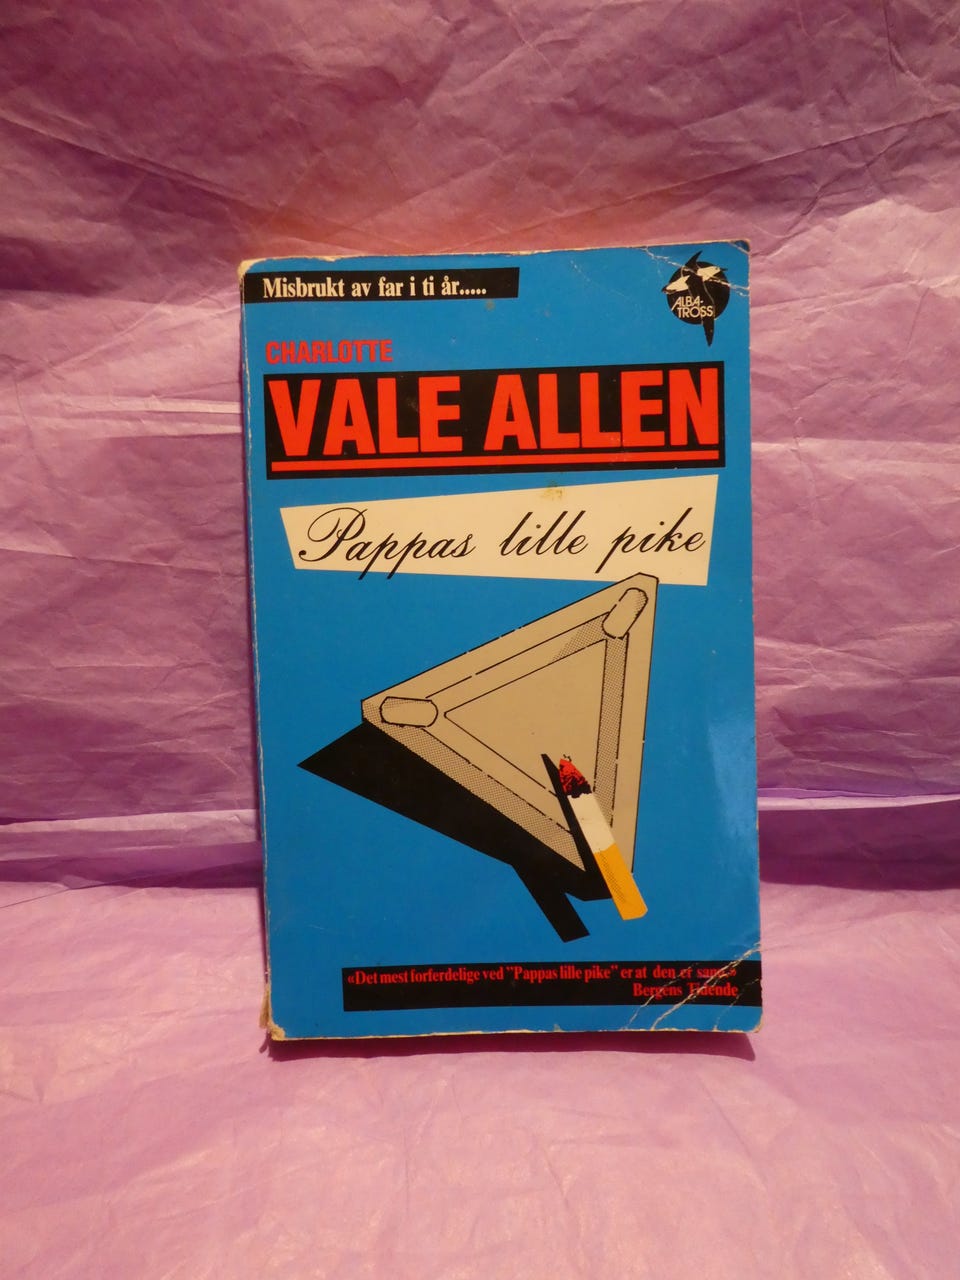 Misbrukt av far i ti år.....
ALBA-
TROSS
CHARLOTTE
VALE ALLEN
Pappas lille pike
«Det mest forferdelige ved "Pappas lille pike" er at den er sann.»
Bergens Tidende